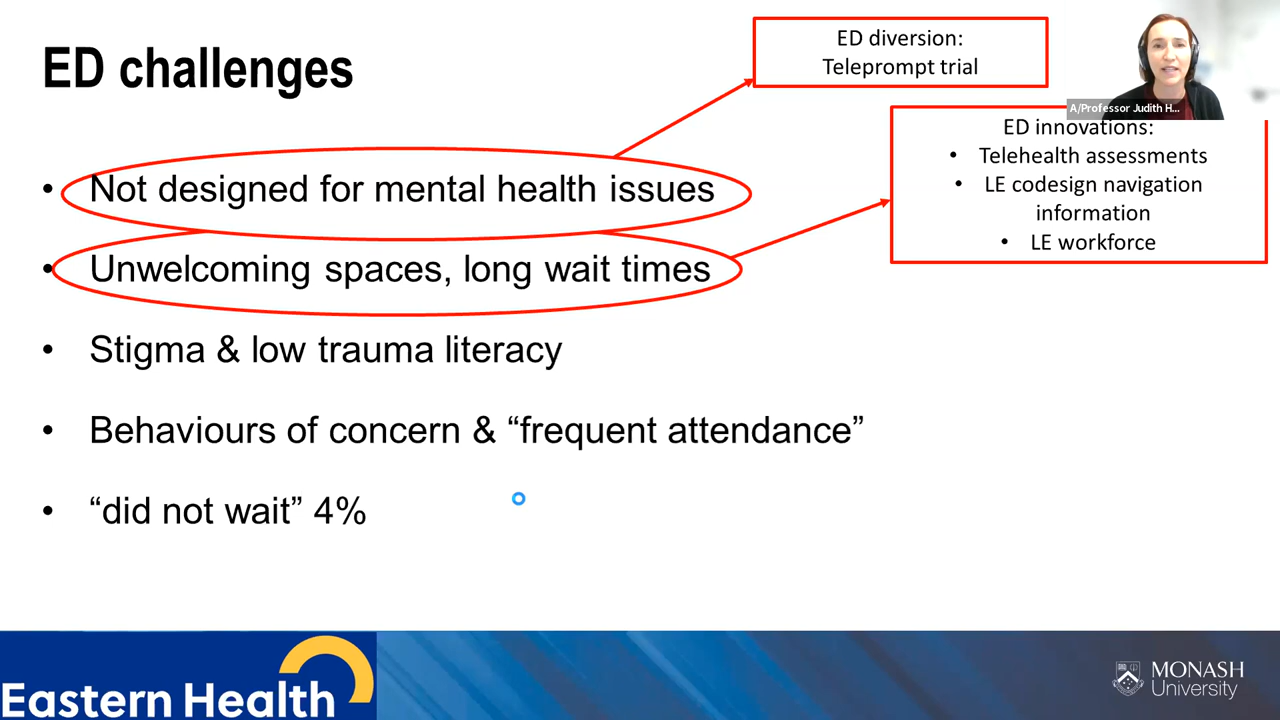 ED challenges
ED diversion:
Teleprompt trial
A/Professor Judith H...
ED innovations:
• Telehealth assessments
• LE codesign navigation
information
• LE workforce
• Not designed for mental health issues
• Unwelcoming spaces, long wait times
• Stigma & low trauma literacy
• Behaviours of concern & “frequent attendance”
• “did not wait” 4%
Eastern Health
MONASH
University